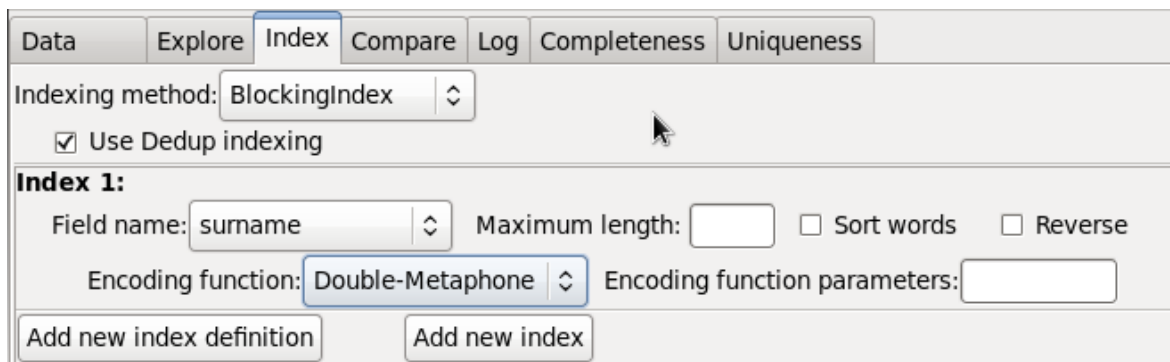 Data Explore Index Compare Log Completeness Uniqueness
Indexing method: BlockingIndex
Use Dedup indexing
Index 1:
Field name: surname Maximum length: Sort words Reverse
Encoding function: Double-Metaphone Encoding function parameters:
Add new index definition Add new index